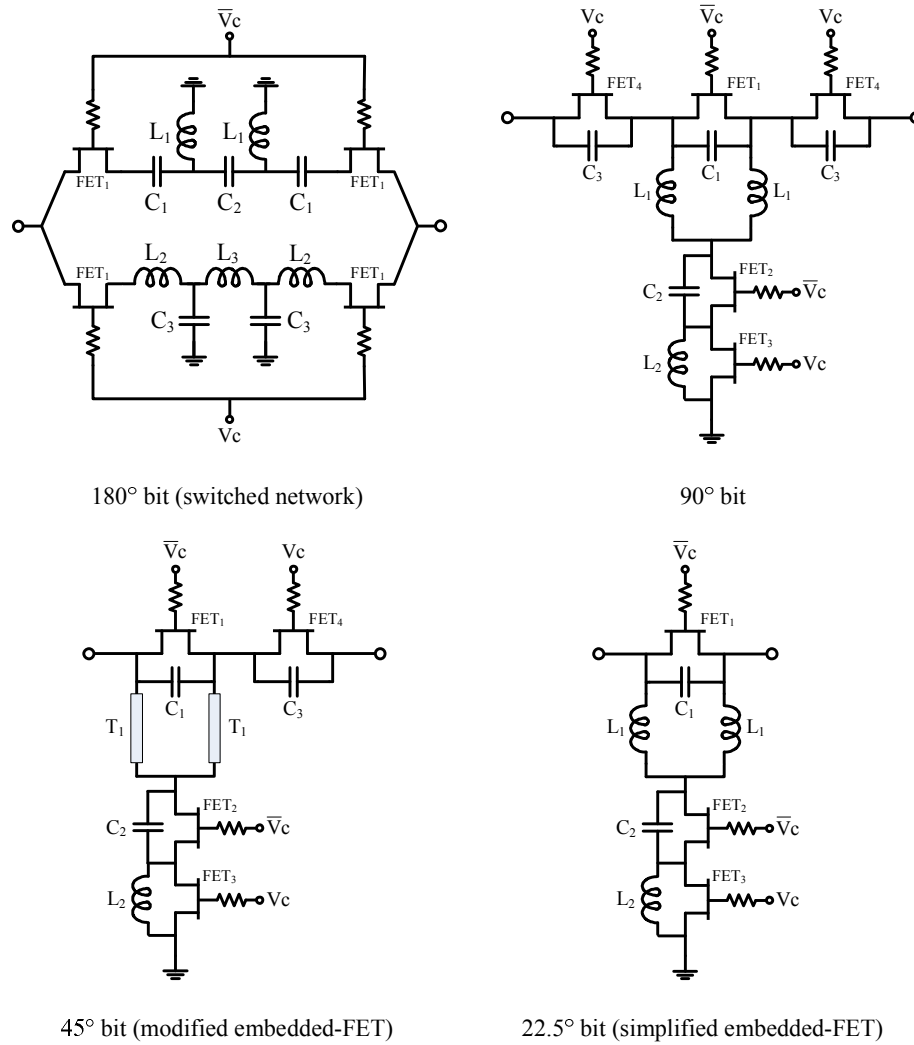 V̅c
L₁
L₁
FET₁
FET₁
C₁
C₂
C₁
FET₁
L₂
L₃
L₂
FET₁
C₃
C₃
Vc
180° bit (switched network)
Vc
V̅c
Vc
FET₄
FET₁
FET₄
C₃
C₁
C₃
L₁
L₁
FET₂
C₂
V̅c
FET₃
L₂
Vc
90° bit
V̅c
Vc
FET₁
FET₄
C₁
C₃
T₁
T₁
FET₂
C₂
V̅c
FET₃
L₂
Vc
45° bit (modified embedded-FET)
V̅c
FET₁
C₁
L₁
L₁
FET₂
C₂
V̅c
FET₃
L₂
Vc
22.5° bit (simplified embedded-FET)